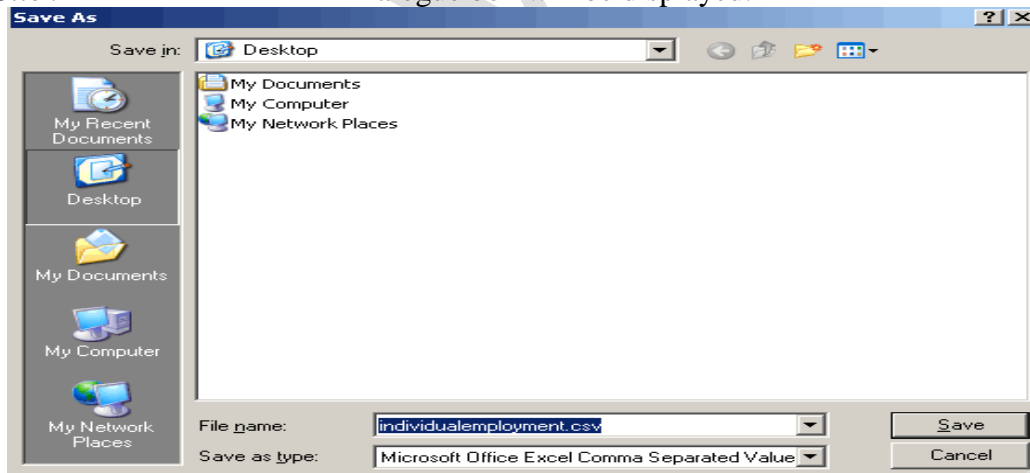 Save As
Save in:
Desktop
My Documents
My Computer
My Network Places
My Recent
Documents
Desktop
My Documents
My Computer
My Network
Places
File name:
individualemployment.csv
Save
Save as type:
Microsoft Office Excel Comma Separated Value
Cancel